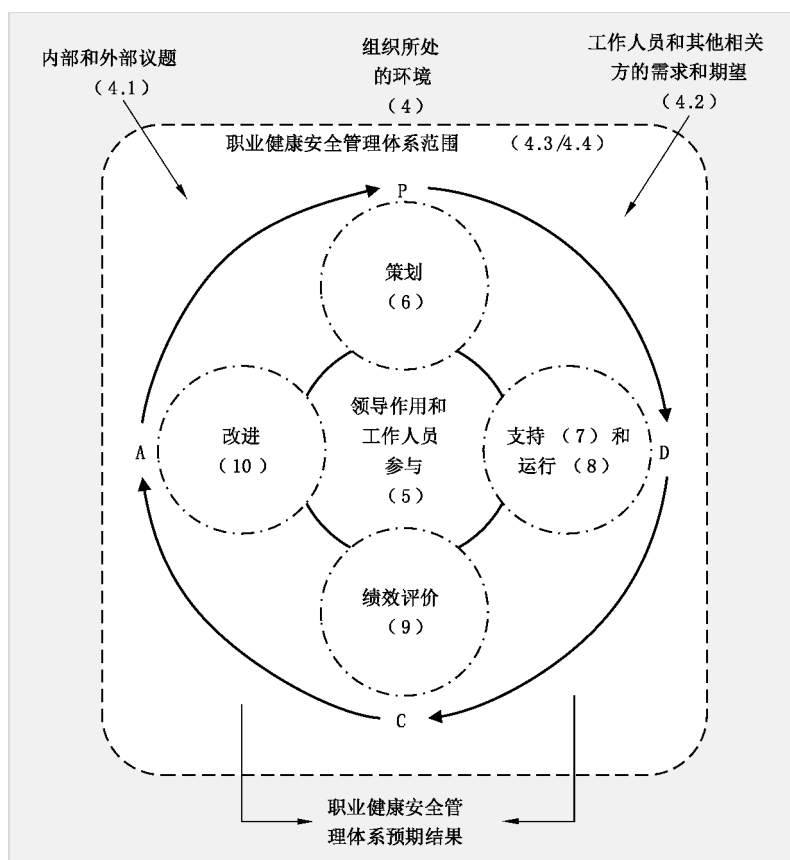 内部和外部议题
（4.1）
组织所处
的环境
（4）
工作人员和其他相关
方的需求和期望
（4.2）
职业健康安全管理体系范围 （4.3/4.4）
P
策划
（6）
A
改进
（10）
领导作用和
工作人员
参与
（5）
支持（7）和
运行（8）
D
绩效评价
（9）
C
职业健康安全管
理体系预期结果